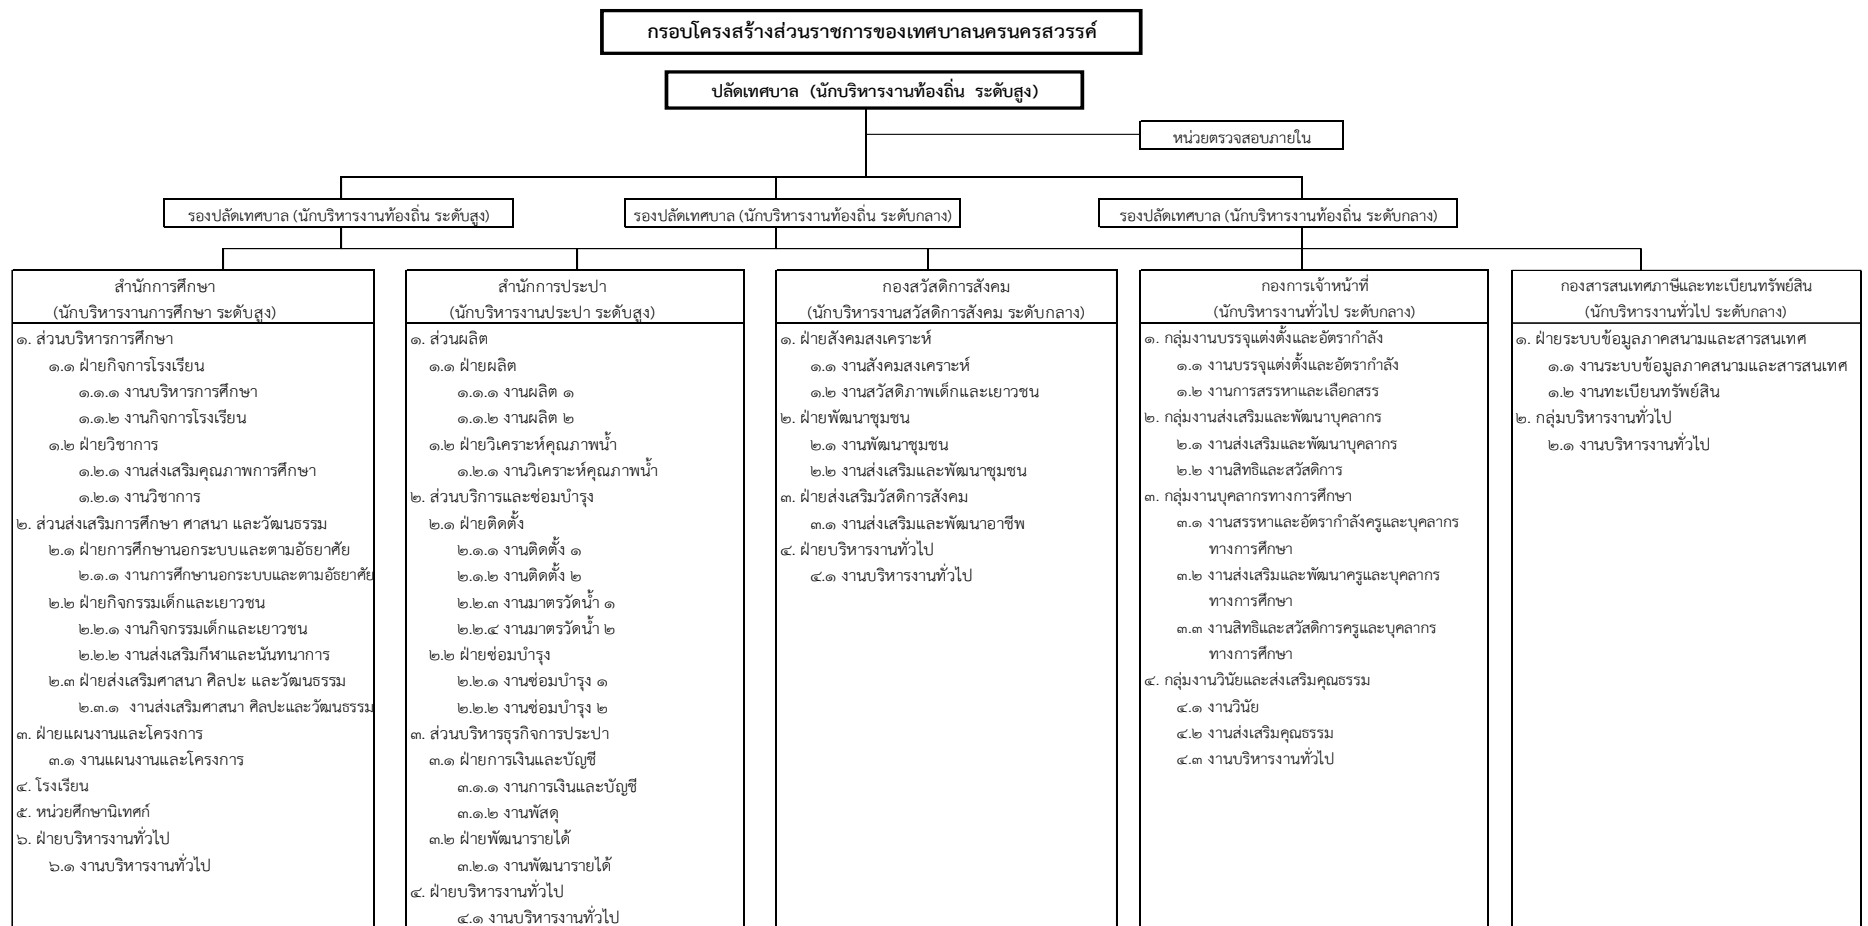 กรอบโครงสร้างส่วนราชการของเทศบาลนครนครสวรรค์
ปลัดเทศบาล (นักบริหารงานท้องถิ่น ระดับสูง)
หน่วยตรวจสอบภายใน
รองปลัดเทศบาล (นักบริหารงานท้องถิ่น ระดับสูง)
รองปลัดเทศบาล (นักบริหารงานท้องถิ่น ระดับกลาง)
รองปลัดเทศบาล (นักบริหารงานท้องถิ่น ระดับกลาง)
สำนักการศึกษา
(นักบริหารงานการศึกษา ระดับสูง)
๑. ส่วนบริหารการศึกษา
๑.๑ ฝ่ายกิจการโรงเรียน
๑.๑.๑ งานบริหารการศึกษา
๑.๑.๒ งานกิจการโรงเรียน
๑.๒ ฝ่ายวิชาการ
๑.๒.๑ งานส่งเสริมคุณภาพการศึกษา
๑.๒.๑ งานวิชาการ
๒. ส่วนส่งเสริมการศึกษา ศาสนา และวัฒนธรรม
๒.๑ ฝ่ายการศึกษานอกระบบและตามอัธยาศัย
๒.๑.๑ งานการศึกษานอกระบบและตามอัธยาศัย
๒.๒ ฝ่ายกิจกรรมเด็กและเยาวชน
๒.๒.๑ งานกิจกรรมเด็กและเยาวชน
๒.๒.๒ งานส่งเสริมกีฬาและนันทนาการ
๒.๓ ฝ่ายส่งเสริมศาสนา ศิลปะ และวัฒนธรรม
๒.๓.๑ งานส่งเสริมศาสนา ศิลปะและวัฒนธรรม
๓. ฝ่ายแผนงานและโครงการ
๓.๑ งานแผนงานและโครงการ
๔. โรงเรียน
๕. หน่วยศึกษานิเทศก์
๖. ฝ่ายบริหารงานทั่วไป
๖.๑ งานบริหารงานทั่วไป
สำนักการประปา
(นักบริหารงานประปา ระดับสูง)
๑. ส่วนผลิต
๑.๑ ฝ่ายผลิต
๑.๑.๑ งานผลิต ๑
๑.๑.๒ งานผลิต ๒
๑.๒ ฝ่ายวิเคราะห์คุณภาพน้ำ
๑.๒.๑ งานวิเคราะห์คุณภาพน้ำ
๒. ส่วนบริการและซ่อมบำรุง
๒.๑ ฝ่ายติดตั้ง
๒.๑.๑ งานติดตั้ง ๑
๒.๑.๒ งานติดตั้ง ๒
๒.๒.๓ งานมาตรวัดน้ำ ๑
๒.๒.๔ งานมาตรวัดน้ำ ๒
๒.๒ ฝ่ายซ่อมบำรุง
๒.๒.๑ งานซ่อมบำรุง ๑
๒.๒.๒ งานซ่อมบำรุง ๒
๓. ส่วนบริหารธุรกิจการประปา
๓.๑ ฝ่ายการเงินและบัญชี
๓.๑.๑ งานการเงินและบัญชี
๓.๑.๒ งานพัสดุ
๓.๒ ฝ่ายพัฒนารายได้
๓.๒.๑ งานพัฒนารายได้
๔. ฝ่ายบริหารงานทั่วไป
๔.๑ งานบริหารงานทั่วไป
กองสวัสดิการสังคม
(นักบริหารงานสวัสดิการสังคม ระดับกลาง)
๑. ฝ่ายสังคมสงเคราะห์
๑.๑ งานสังคมสงเคราะห์
๑.๒ งานสวัสดิภาพเด็กและเยาวชน
๒. ฝ่ายพัฒนาชุมชน
๒.๑ งานพัฒนาชุมชน
๒.๒ งานส่งเสริมและพัฒนาชุมชน
๓. ฝ่ายส่งเสริมวัสดิการสังคม
๓.๑ งานส่งเสริมและพัฒนาอาชีพ
๔. ฝ่ายบริหารงานทั่วไป
๔.๑ งานบริหารงานทั่วไป
กองการเจ้าหน้าที่
(นักบริหารงานทั่วไป ระดับกลาง)
๑. กลุ่มงานบรรจุแต่งตั้งและอัตรากำลัง
๑.๑ งานบรรจุแต่งตั้งและอัตรากำลัง
๑.๒ งานการสรรหาและเลือกสรร
๒. กลุ่มงานส่งเสริมและพัฒนาบุคลากร
๒.๑ งานส่งเสริมและพัฒนาบุคลากร
๒.๒ งานสิทธิและสวัสดิการ
๓. กลุ่มงานบุคลากรทางการศึกษา
๓.๑ งานสรรหาและอัตรากำลังครูและบุคลากร
ทางการศึกษา
๓.๒ งานส่งเสริมและพัฒนาครูและบุคลากร
ทางการศึกษา
๓.๓ งานสิทธิและสวัสดิการครูและบุคลากร
ทางการศึกษา
๔. กลุ่มงานวินัยและส่งเสริมคุณธรรม
๔.๑ งานวินัย
๔.๒ งานส่งเสริมคุณธรรม
๔.๓ งานบริหารงานทั่วไป
กองสารสนเทศภาษีและทะเบียนทรัพย์สิน
(นักบริหารงานทั่วไป ระดับกลาง)
๑. ฝ่ายระบบข้อมูลภาคสนามและสารสนเทศ
๑.๑ งานระบบข้อมูลภาคสนามและสารสนเทศ
๑.๒ งานทะเบียนทรัพย์สิน
๒. กลุ่มบริหารงานทั่วไป
๒.๑ งานบริหารงานทั่วไป